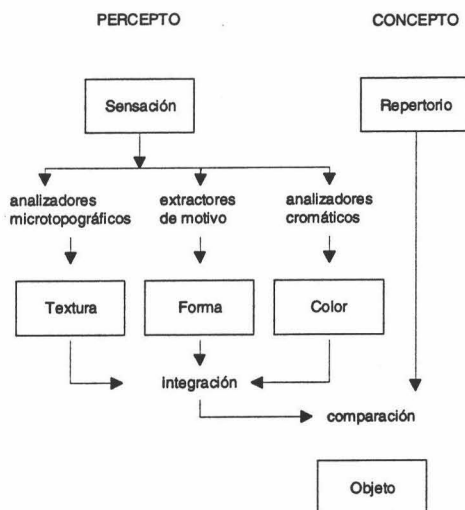 PERCEPTO CONCEPTO
Sensación Repertorio
analizadores extractores analizadores
microtopográficos de motivo cromáticos
Textura Forma Color
integración
comparación
Objeto